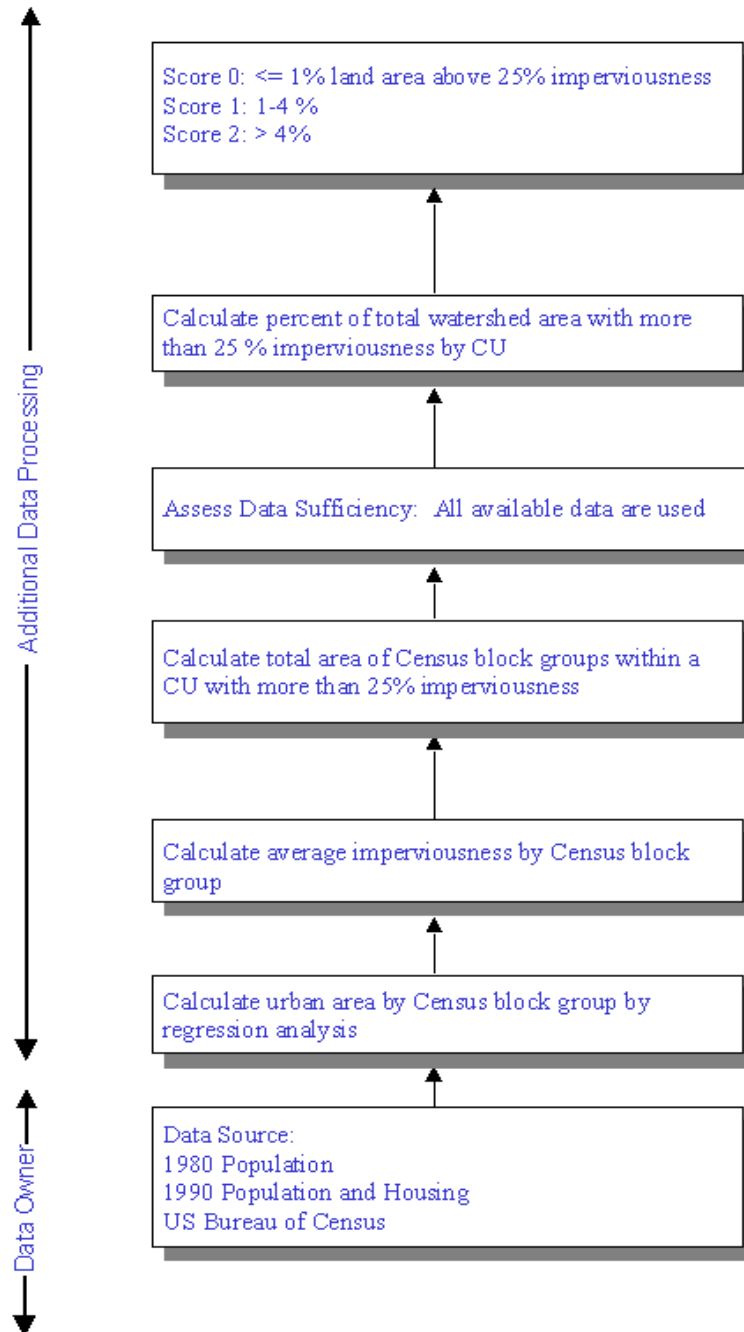 Score 0: <= 1% land area above 25% imperviousness
Score 1: 1-4 %
Score 2: > 4%
Calculate percent of total watershed area with more
than 25 % imperviousness by CU
Additional Data Processing
Assess Data Sufficiency: All available data are used
Calculate total area of Census block groups within a
CU with more than 25% imperviousness
Calculate average imperviousness by Census block
group
Calculate urban area by Census block group by
regression analysis
Data Owner
Data Source:
1980 Population
1990 Population and Housing
US Bureau of Census